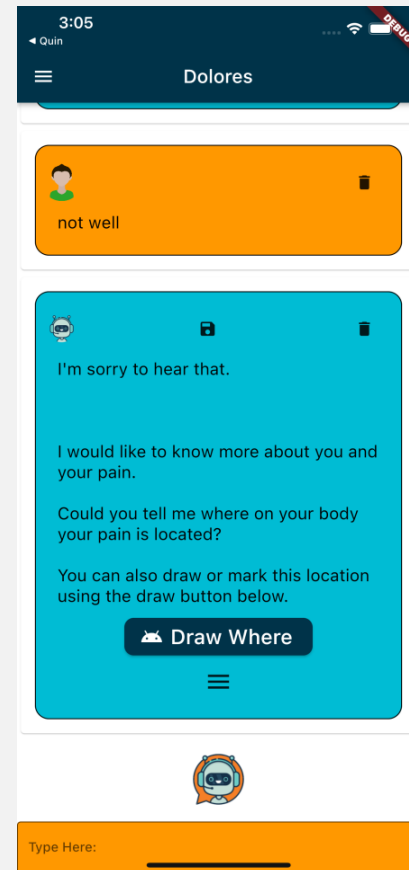 3:05
DEBUG
◀ Quin
Dolores
not well
I'm sorry to hear that.
I would like to know more about you and
your pain.
Could you tell me where on your body
your pain is located?
You can also draw or mark this location
using the draw button below.
Draw Where
Type Here: